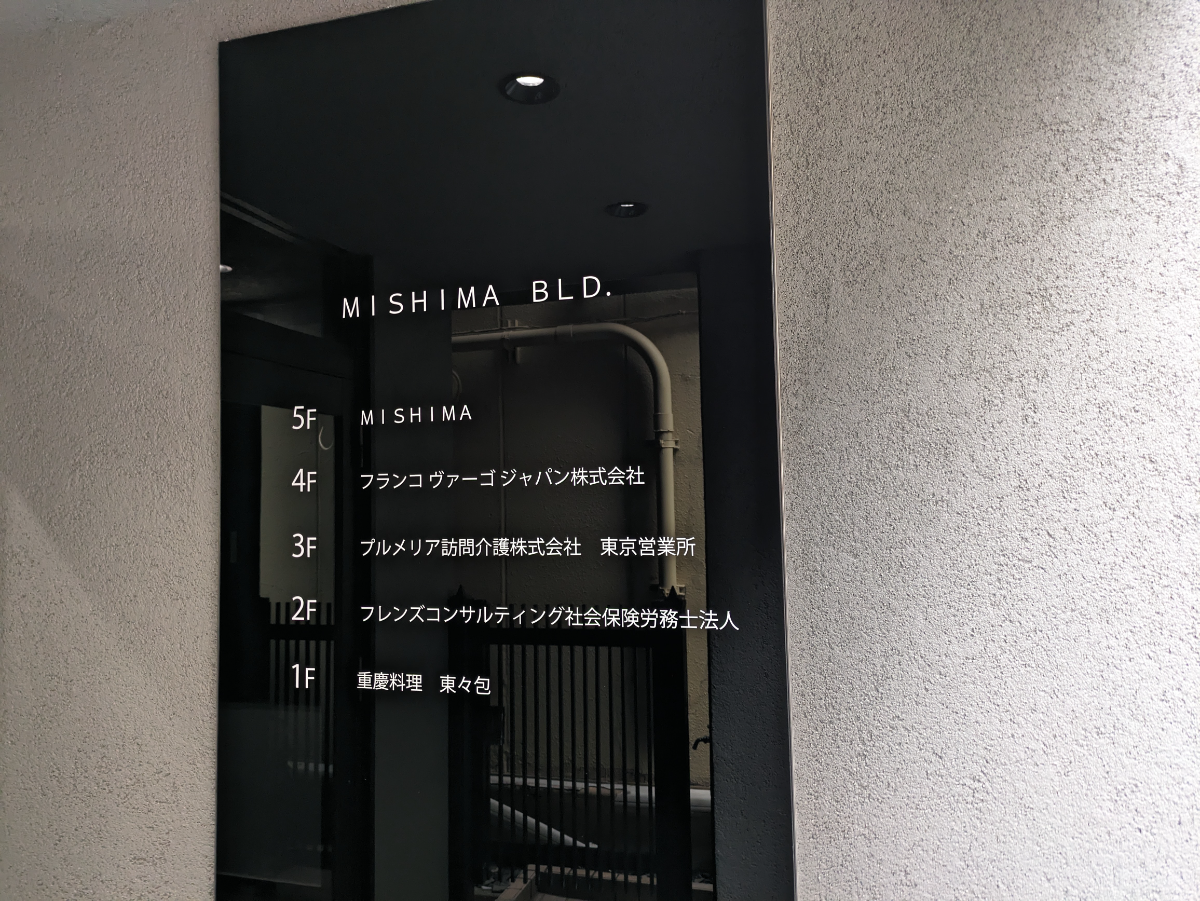 MISHIMA BLD.
5F MISHIMA
4F フランコ ヴァーゴ ジャパン株式会社
3F プルメリア訪問介護株式会社 東京営業所
2F フレンズコンサルティング社会保険労務士法人
1F 重慶料理 東々包